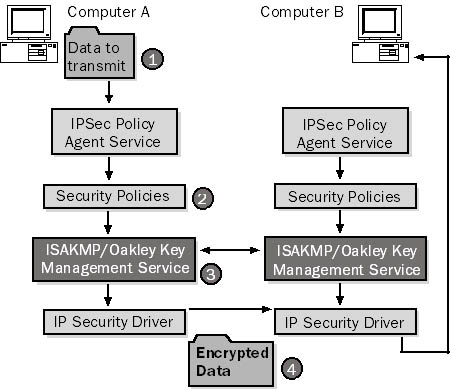 Computer A
Computer B
Data to
transmit
1
IPSec Policy
Agent Service
IPSec Policy
Agent Service
Security Policies
2
Security Policies
ISAKMP/Oakley Key
Management Service
3
ISAKMP/Oakley Key
Management Service
IP Security Driver
IP Security Driver
Encrypted
Data
4